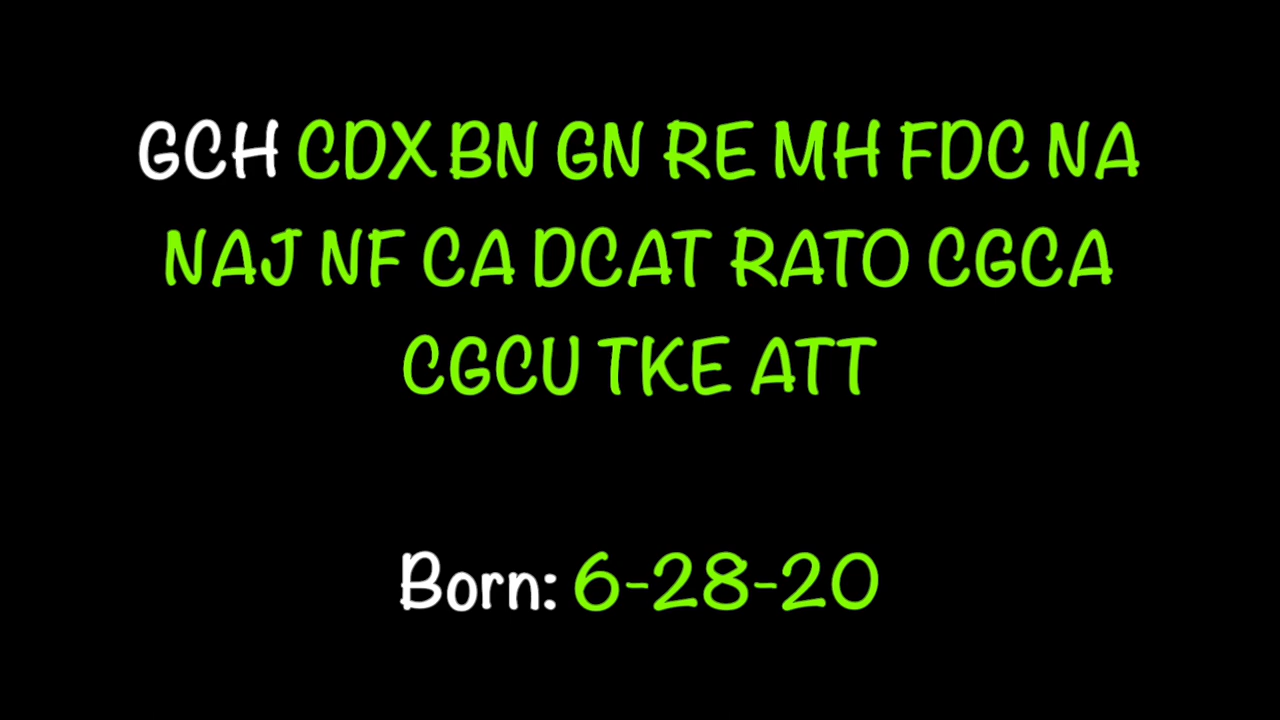 GCH CDX BN GN RE MH FDC NA
NAJ NF CA DCAT RATO CGCA
CGCU TKE ATT
Born: 6-28-20